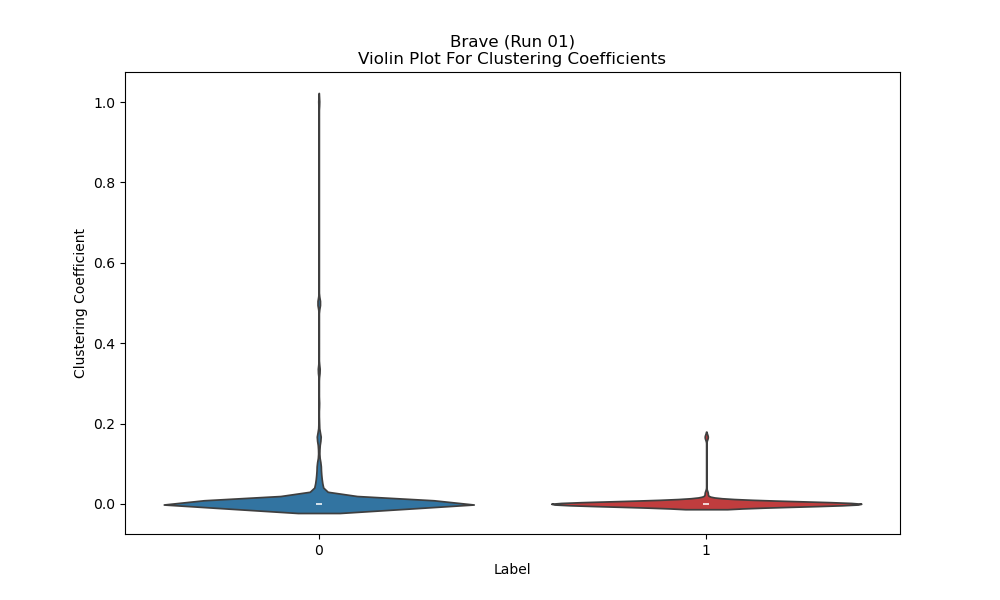 Brave (Run 01)
Violin Plot For Clustering Coefficients
1.0
0.8
0.6
0.4
0.2
0.0
Clustering Coefficient
0
1
Label